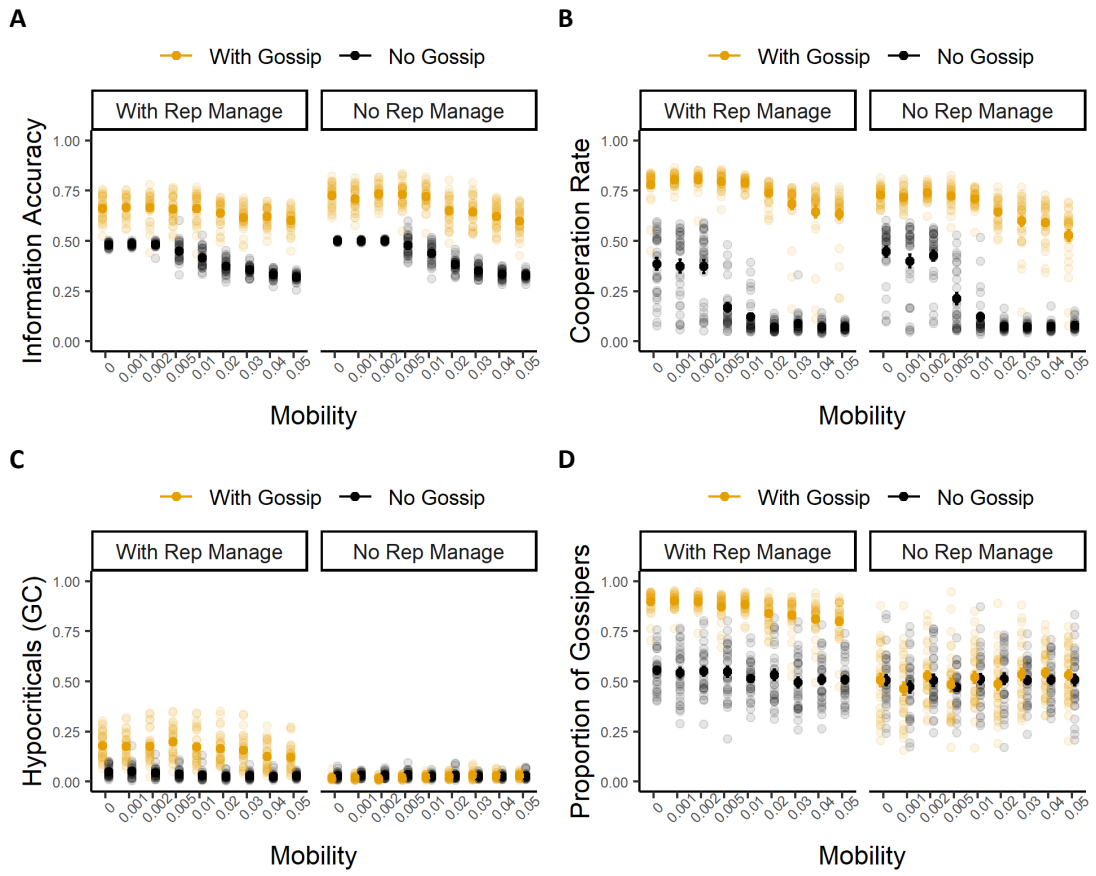 A
With Gossip No Gossip
With Rep Manage No Rep Manage
Information Accuracy
1.00
0.75
0.50
0.25
0.00
0 0.001 0.002 0.005 0.01 0.02 0.03 0.04 0.05 0 0.001 0.002 0.005 0.01 0.02 0.03 0.04 0.05
Mobility
B
With Gossip No Gossip
With Rep Manage No Rep Manage
Cooperation Rate
1.00
0.75
0.50
0.25
0.00
0 0.001 0.002 0.005 0.01 0.02 0.03 0.04 0.05 0 0.001 0.002 0.005 0.01 0.02 0.03 0.04 0.05
Mobility
C
With Gossip No Gossip
With Rep Manage No Rep Manage
Hypocriticals (GC)
1.00
0.75
0.50
0.25
0.00
0 0.001 0.002 0.005 0.01 0.02 0.03 0.04 0.05 0 0.001 0.002 0.005 0.01 0.02 0.03 0.04 0.05
Mobility
D
With Gossip No Gossip
With Rep Manage No Rep Manage
Proportion of Gossipers
1.00
0.75
0.50
0.25
0.00
0 0.001 0.002 0.005 0.01 0.02 0.03 0.04 0.05 0 0.001 0.002 0.005 0.01 0.02 0.03 0.04 0.05
Mobility